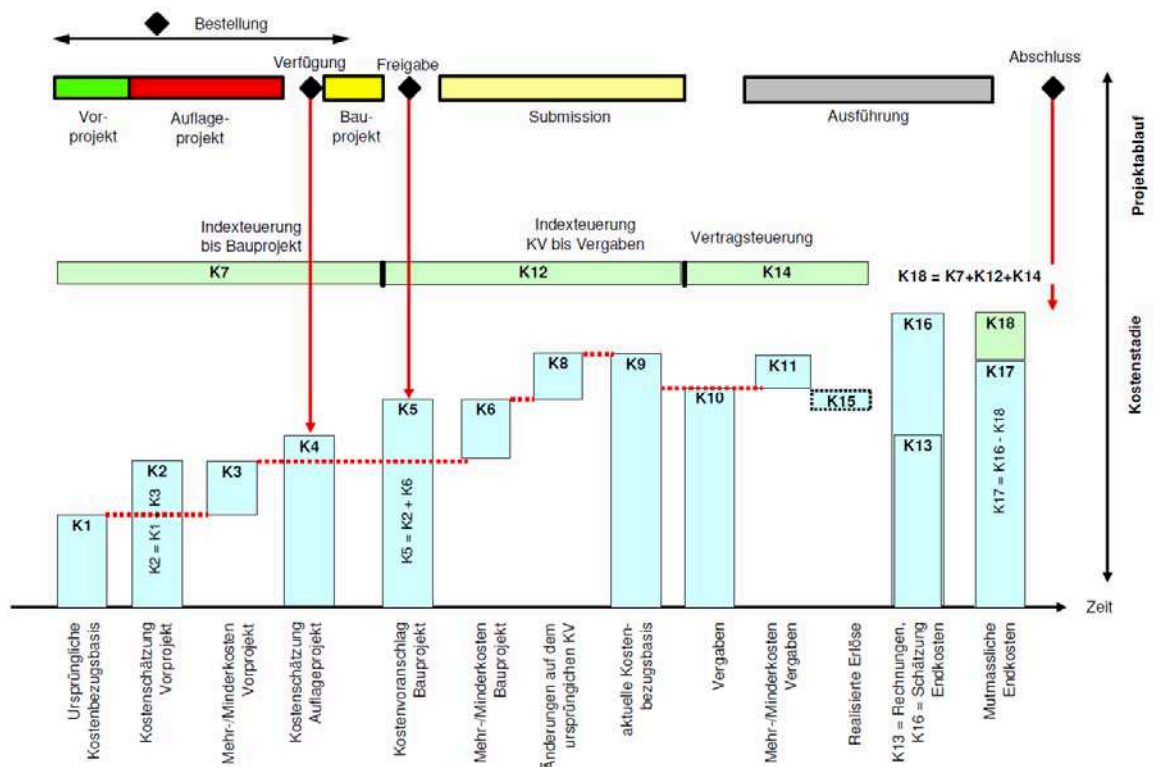 Bestellung
Verfügung
Freigabe
Abschluss
Vor-
projekt
Auflage-
projekt
Bau-
projekt
Submission
Ausführung
Projektablauf
Indexteuerung
bis Bauprojekt
Indexteuerung
KV bis Vergaben
Vertragsteuerung
K7
K12
K14
K18 = K7+K12+K14
Kostenstadie
K1
K2
K2 = K1 K3
K3
K4
K5
K5 = K2 + K6
K6
K8
K9
K10
K11
K15
K16
K13
K18
K17
K17 = K16 - K18
Zeit
Ursprüngliche
Kostenbezugsbasis
Kostenschätzung
Vorprojekt
Mehr-/Minderkosten
Vorprojekt
Kostenschätzung
Auflageprojekt
Kostenvoranschlag
Bauprojekt
Mehr-/Minderkosten
Bauprojekt
Änderungen auf dem
ursprünglichen KV
aktuelle Kosten-
bezugsbasis
Vergaben
Mehr-/Minderkosten
Vergaben
Realisierte Erlöse
K13 = Rechnungen,
K16 = Schätzung
Endkosten
Mutmassliche
Endkosten